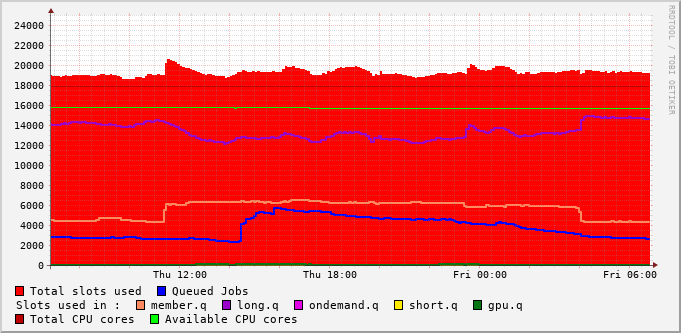 RRDTOOL / TOBI OETIKER
24000
22000
20000
18000
16000
14000
12000
10000
8000
6000
4000
2000
0
Thu 12:00 Thu 18:00 Fri 00:00 Fri 06:00
Total slots used Queued Jobs
Slots used in : member.q long.q ondemand.q short.q gpu.q
Total CPU cores Available CPU cores